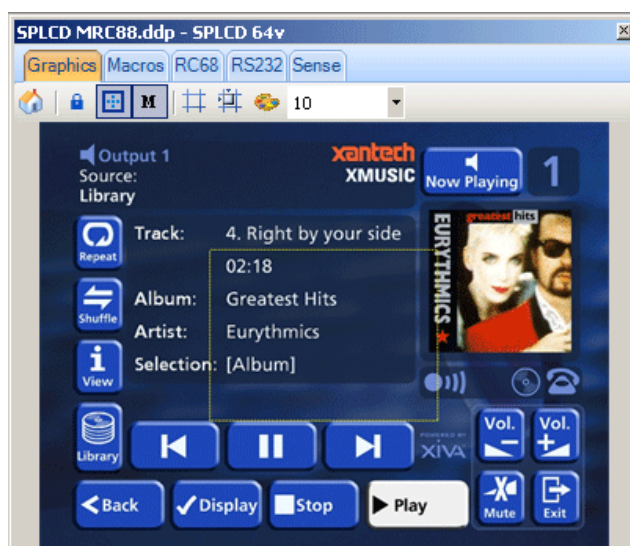 SPLCD MRC88.ddp - SPLCD 64v
Graphics Macros RC68 RS232 Sense
M 10
Output 1
Source:
Library
xantech
XMUSIC
Now Playing
1
Repeat
Track: 4. Right by your side
02:18
Shuffle
Album: Greatest Hits
Artist: Eurythmics
View
Selection: [Album]
greatest hits
EURYTHMICS
Library
POWERED BY
XiVA
Vol. Vol.
Back Display Stop Play
Mute Exit